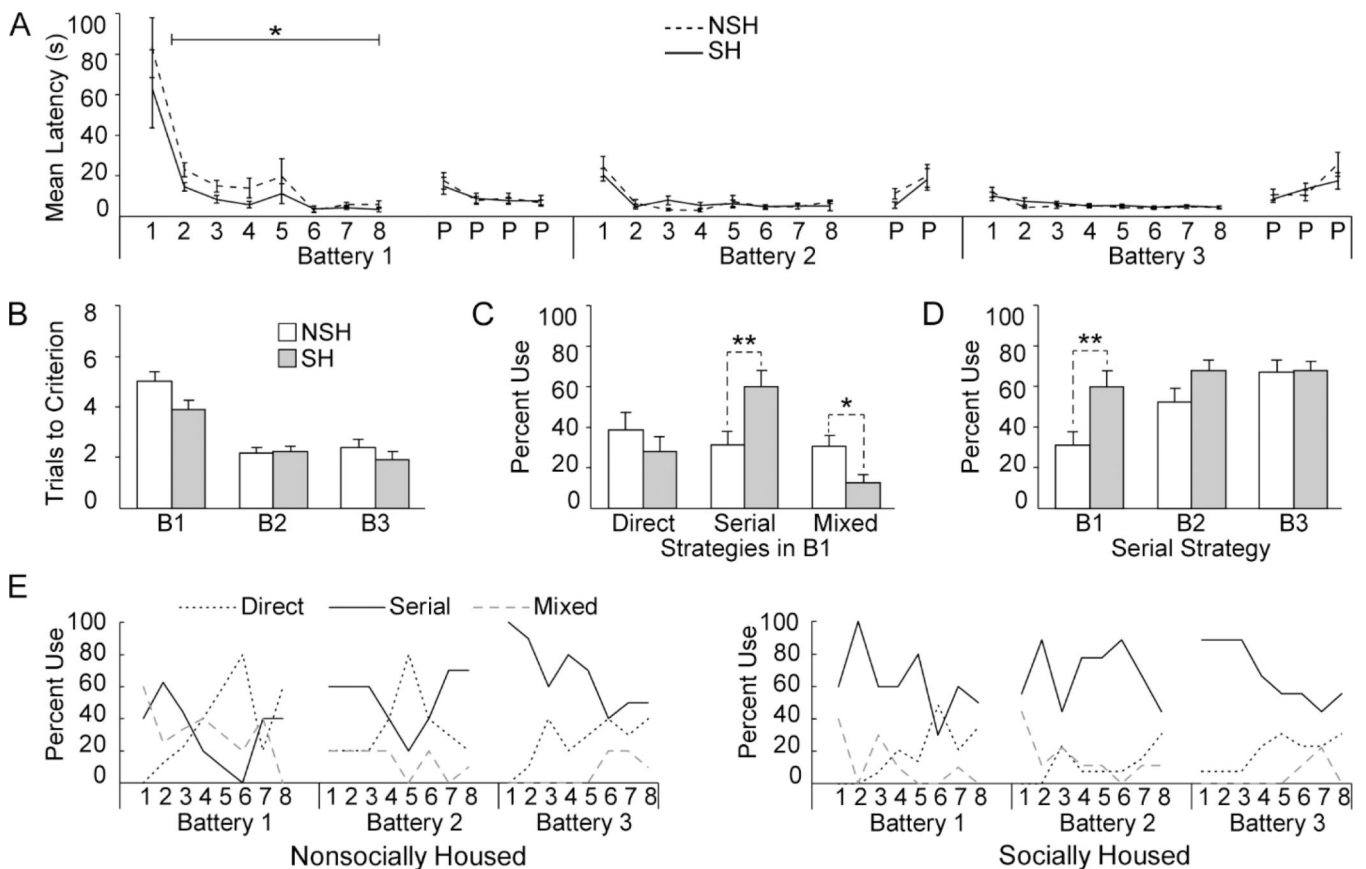 A
Mean Latency (s)
100
80
60
40
20
0
*
NSH
SH
1 2 3 4 5 6 7 8 P P P P 1 2 3 4 5 6 7 8 P P 1 2 3 4 5 6 7 8 P P P
Battery 1 Battery 2 Battery 3
B
Trials to Criterion
8
6
4
2
0
NSH
SH
B1 B2 B3
C
Percent Use
100
80
60
40
20
0
**
*
Direct Serial Mixed
Strategies in B1
D
Percent Use
100
80
60
40
20
0
**
B1 B2 B3
Serial Strategy
E
Direct Serial Mixed
Percent Use
100
80
60
40
20
0
1 2 3 4 5 6 7 8 1 2 3 4 5 6 7 8 1 2 3 4 5 6 7 8
Battery 1 Battery 2 Battery 3
Nonsocially Housed
Percent Use
100
80
60
40
20
0
1 2 3 4 5 6 7 8 1 2 3 4 5 6 7 8 1 2 3 4 5 6 7 8
Battery 1 Battery 2 Battery 3
Socially Housed